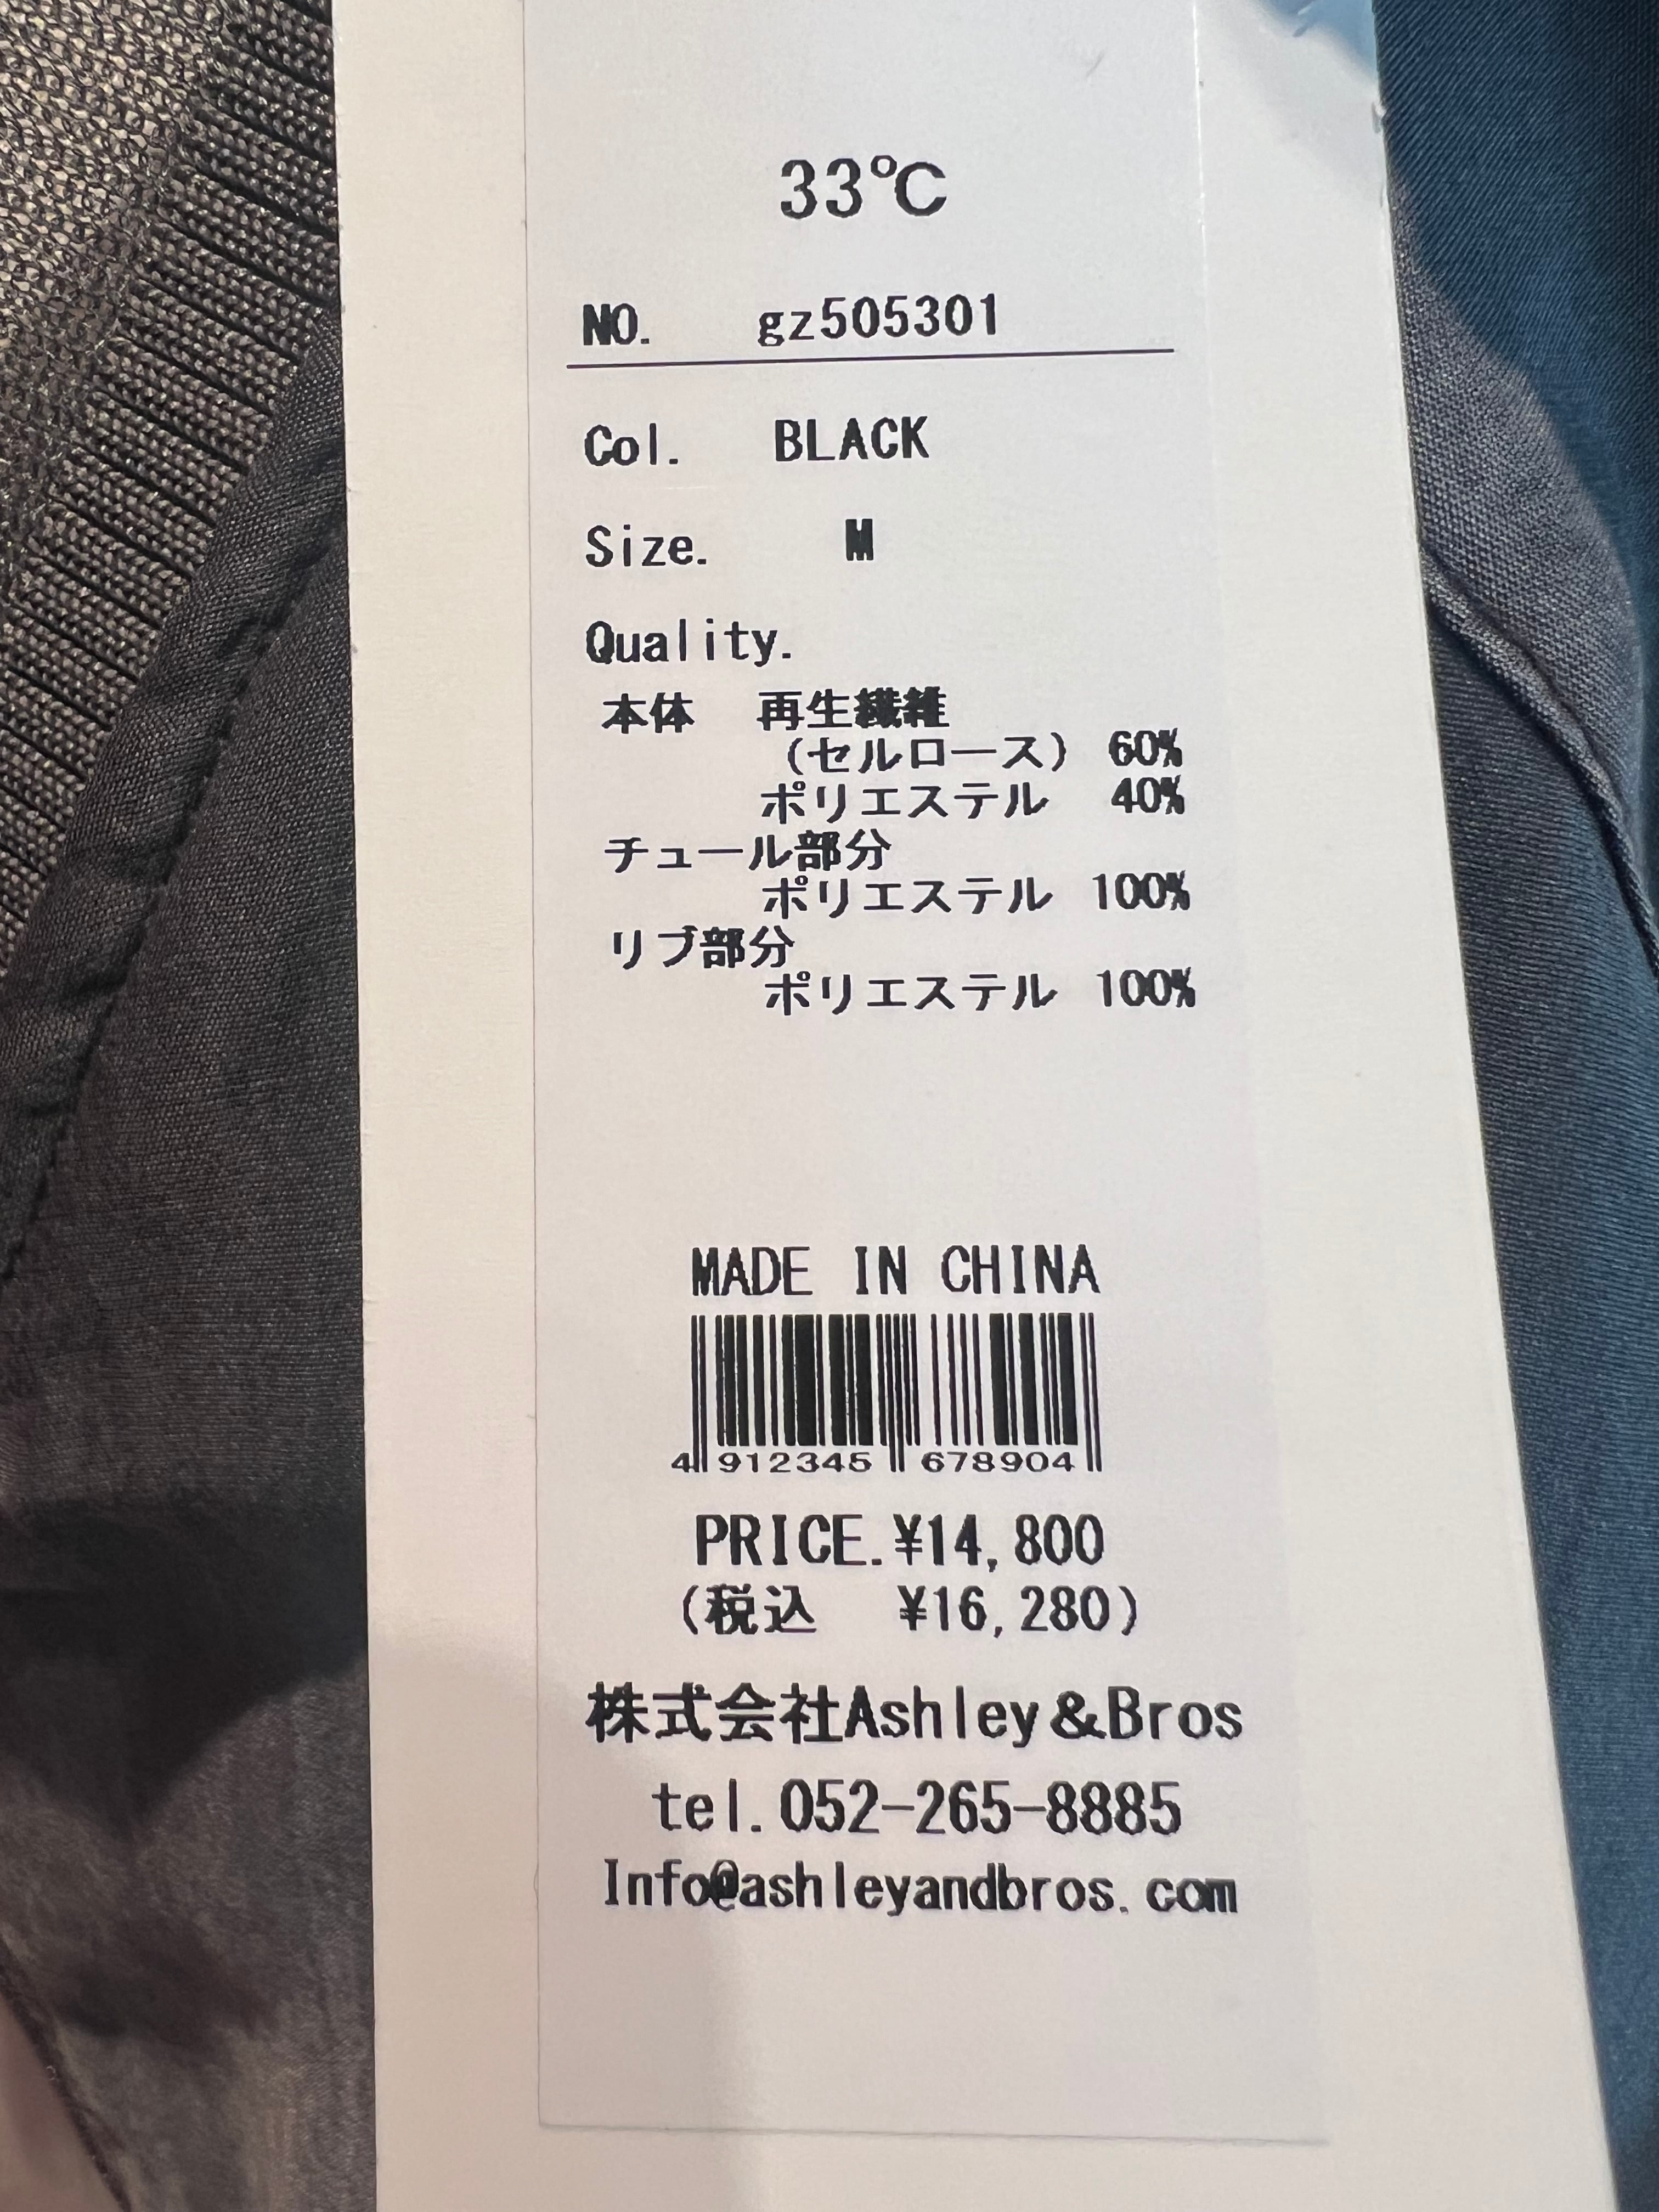 33℃
NO. gz505301
Col. BLACK
Size. M
Quality.
本体 再生繊維
(セルロース) 60%
ポリエステル 40%
チュール部分
ポリエステル 100%
リブ部分
ポリエステル 100%
MADE IN CHINA
4 912345 678904
PRICE.¥14,800
(税込 ¥16,280)
株式会社Ashley&Bros
tel.052-265-8885
Info@ashleyandbros.com